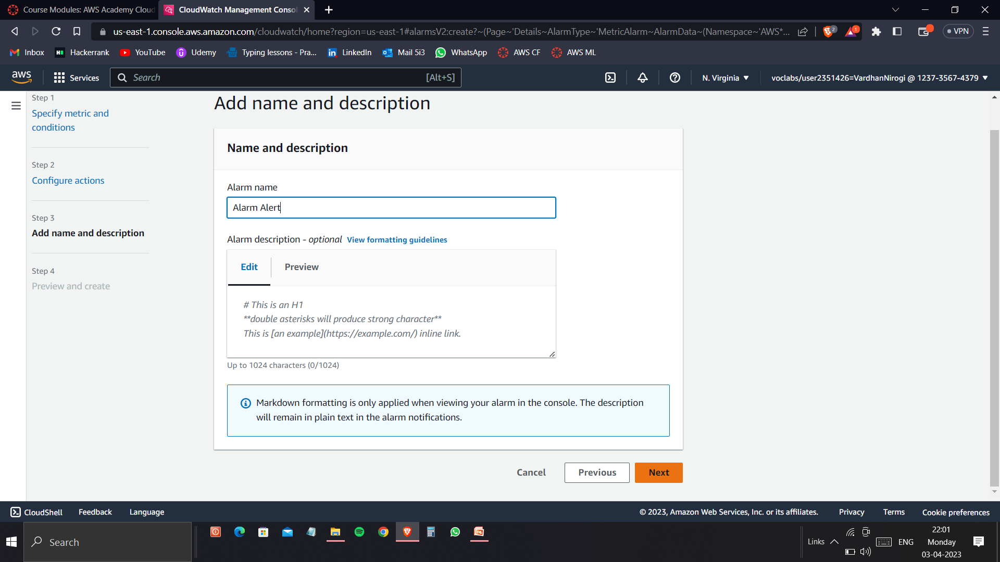 Course Modules: AWS Academy Cloud
CloudWatch Management Conso
us-east-1.console.aws.amazon.com/cloudwatch/home?region=us-east-1#alarmsV2:create?~(Page~'Details~AlarmType~'MetricAlarm~AlarmData~(Namespace~'AWS*...
2
1
VPN
Inbox
Hackerrank
YouTube
Udemy
Typing lessons - Pra...
LinkedIn
Mail 5i3
WhatsApp
AWS CF
AWS ML
aws
Services
Search
[Alt+S]
N. Virginia
voclabs/user2351426=VardhanNirogi @ 1237-3567-4379
Step 1
Specify metric and
conditions
Step 2
Configure actions
Step 3
Add name and description
Step 4
Preview and create
Add name and description
Name and description
Alarm name
Alarm Alert
Alarm description - optional View formatting guidelines
Edit
Preview
# This is an H1
**double asterisks will produce strong character**
This is [an example](https://example.com/) inline link.
Up to 1024 characters (0/1024)
Markdown formatting is only applied when viewing your alarm in the console. The description
will remain in plain text in the alarm notifications.
Cancel
Previous
Next
CloudShell
Feedback
Language
© 2023, Amazon Web Services, Inc. or its affiliates.
Privacy
Terms
Cookie preferences
Search
Links
ENG
22:01
Monday
03-04-2023